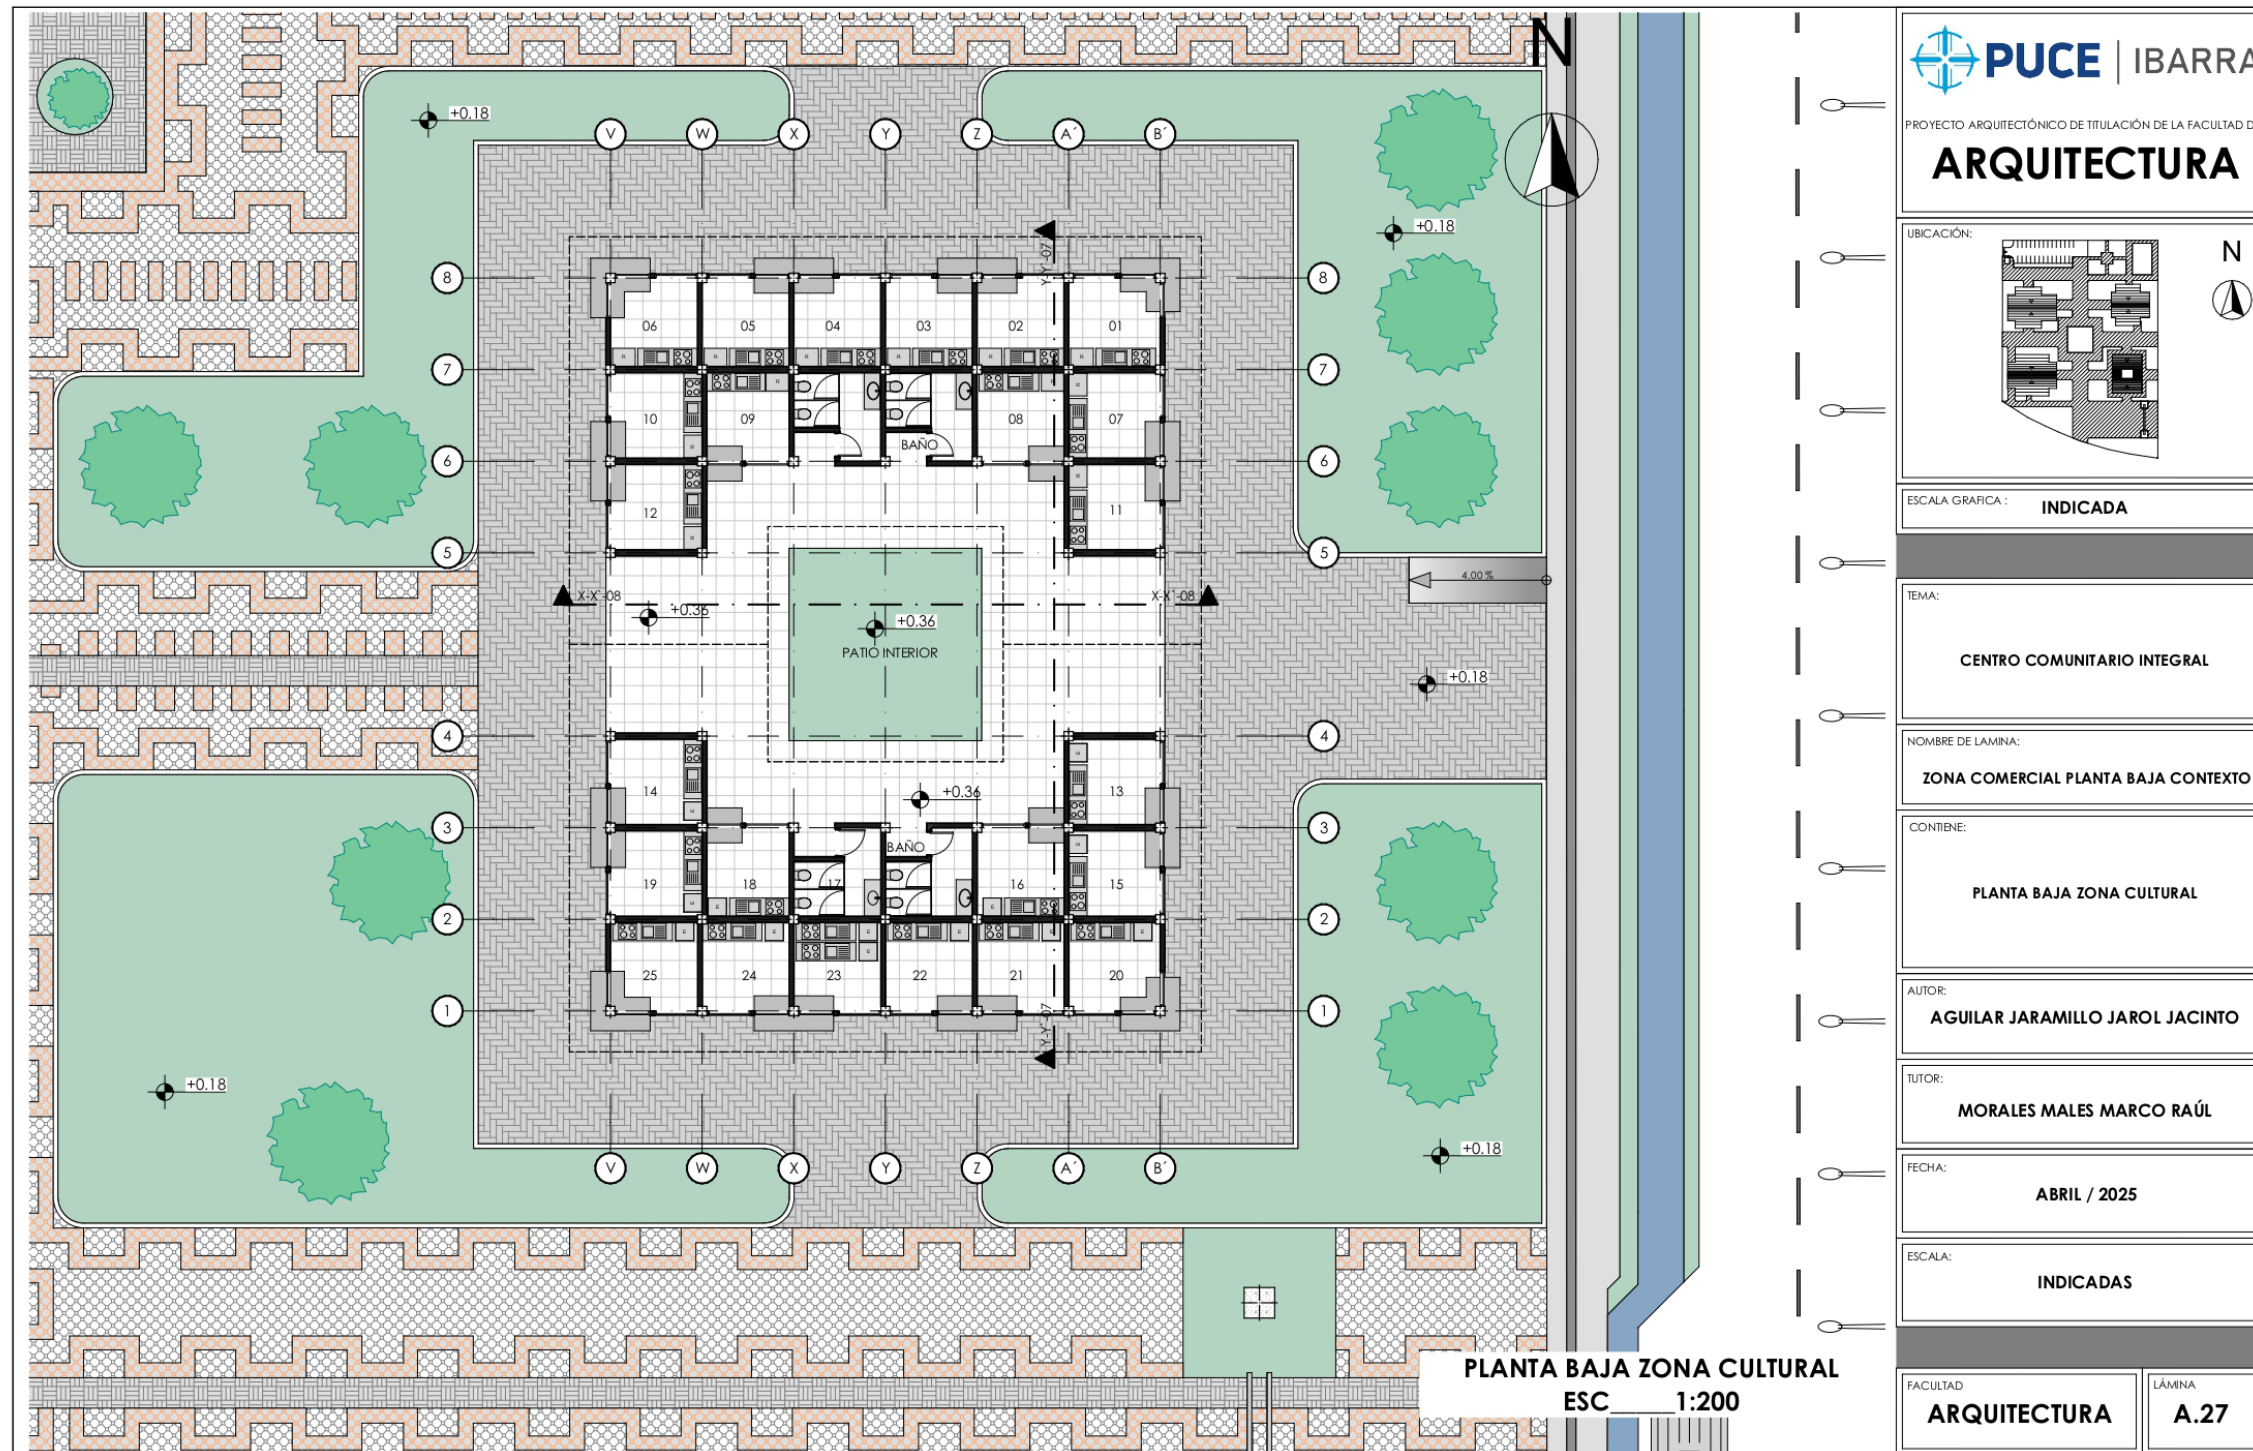 N
+0.18
V W X Y Z A´ B´
+0.18
Y-Y´-07
8 8
06 05 04 03 02 01
R R R R R R
7 7
R R R
10 09 08 07
BAÑO
6 6
R R
12 11
R
5 5
4.00 %
X-X´-08 X-X´-08
+0.36 +0.36
PATIO INTERIOR
+0.18
4 4
14 13
+0.36
3 3
BAÑO
19 18 17 16 15
2 2
25 24 23 22 21 20
1 1
Y-Y´-07
+0.18
+0.18
V W X Y Z A´ B´
PLANTA BAJA ZONA CULTURAL
ESC_____1:200
PUCE | IBARRA
PROYECTO ARQUITECTÓNICO DE TITULACIÓN DE LA FACULTAD D
ARQUITECTURA
UBICACIÓN:
N
ESCALA GRAFICA :
INDICADA
TEMA:
CENTRO COMUNITARIO INTEGRAL
NOMBRE DE LAMINA:
ZONA COMERCIAL PLANTA BAJA CONTEXTO
CONTIENE:
PLANTA BAJA ZONA CULTURAL
AUTOR:
AGUILAR JARAMILLO JAROL JACINTO
TUTOR:
MORALES MALES MARCO RAÚL
FECHA:
ABRIL / 2025
ESCALA:
INDICADAS
FACULTAD
ARQUITECTURA
LÁMINA
A.27